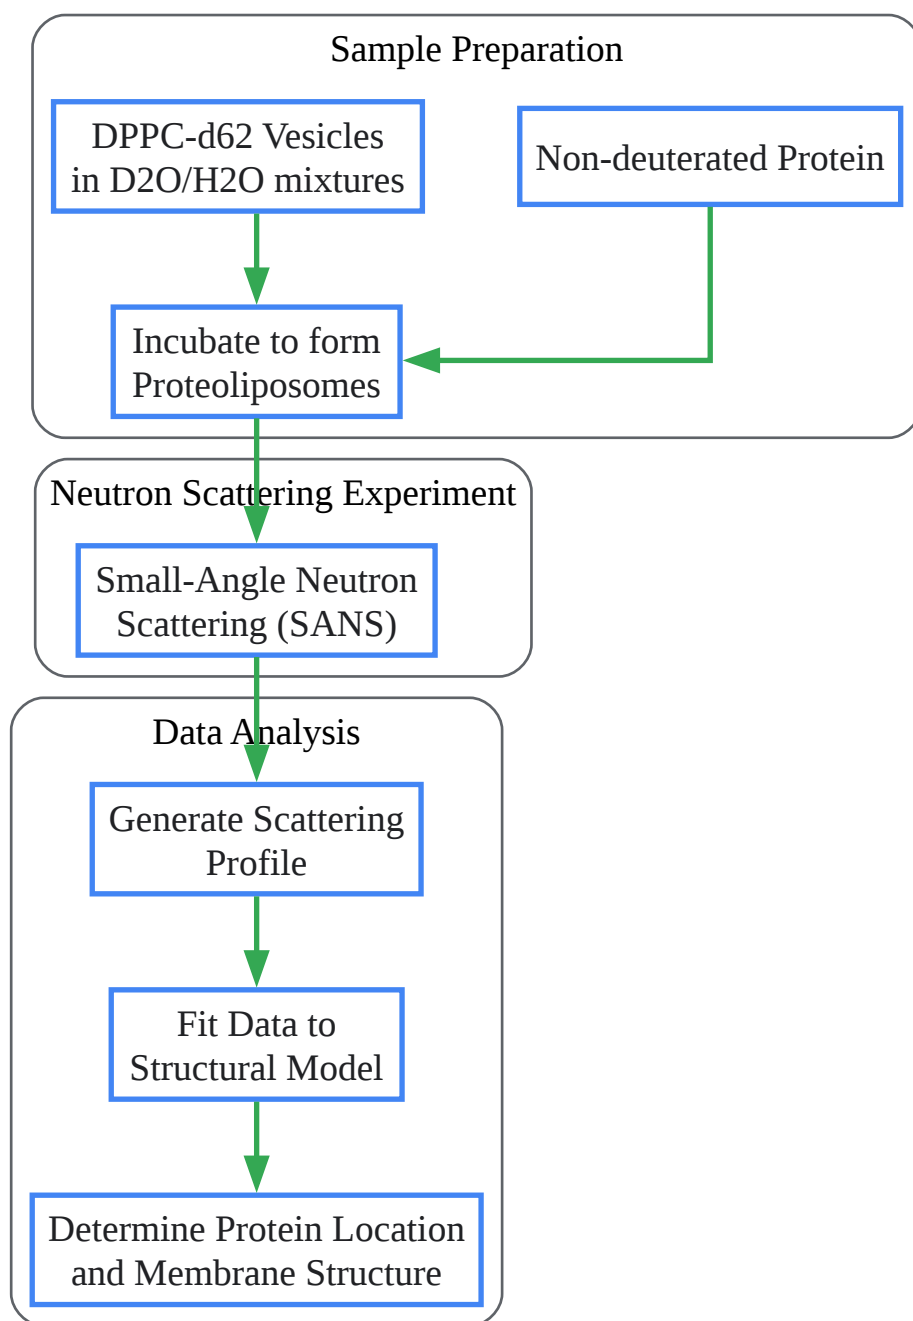 Sample Preparation
DPPC-d62 Vesicles
in D2O/H2O mixtures
Non-deuterated Protein
Incubate to form
Proteoliposomes
Neutron Scattering Experiment
Small-Angle Neutron
Scattering (SANS)
Data Analysis
Generate Scattering
Profile
Fit Data to
Structural Model
Determine Protein Location
and Membrane Structure